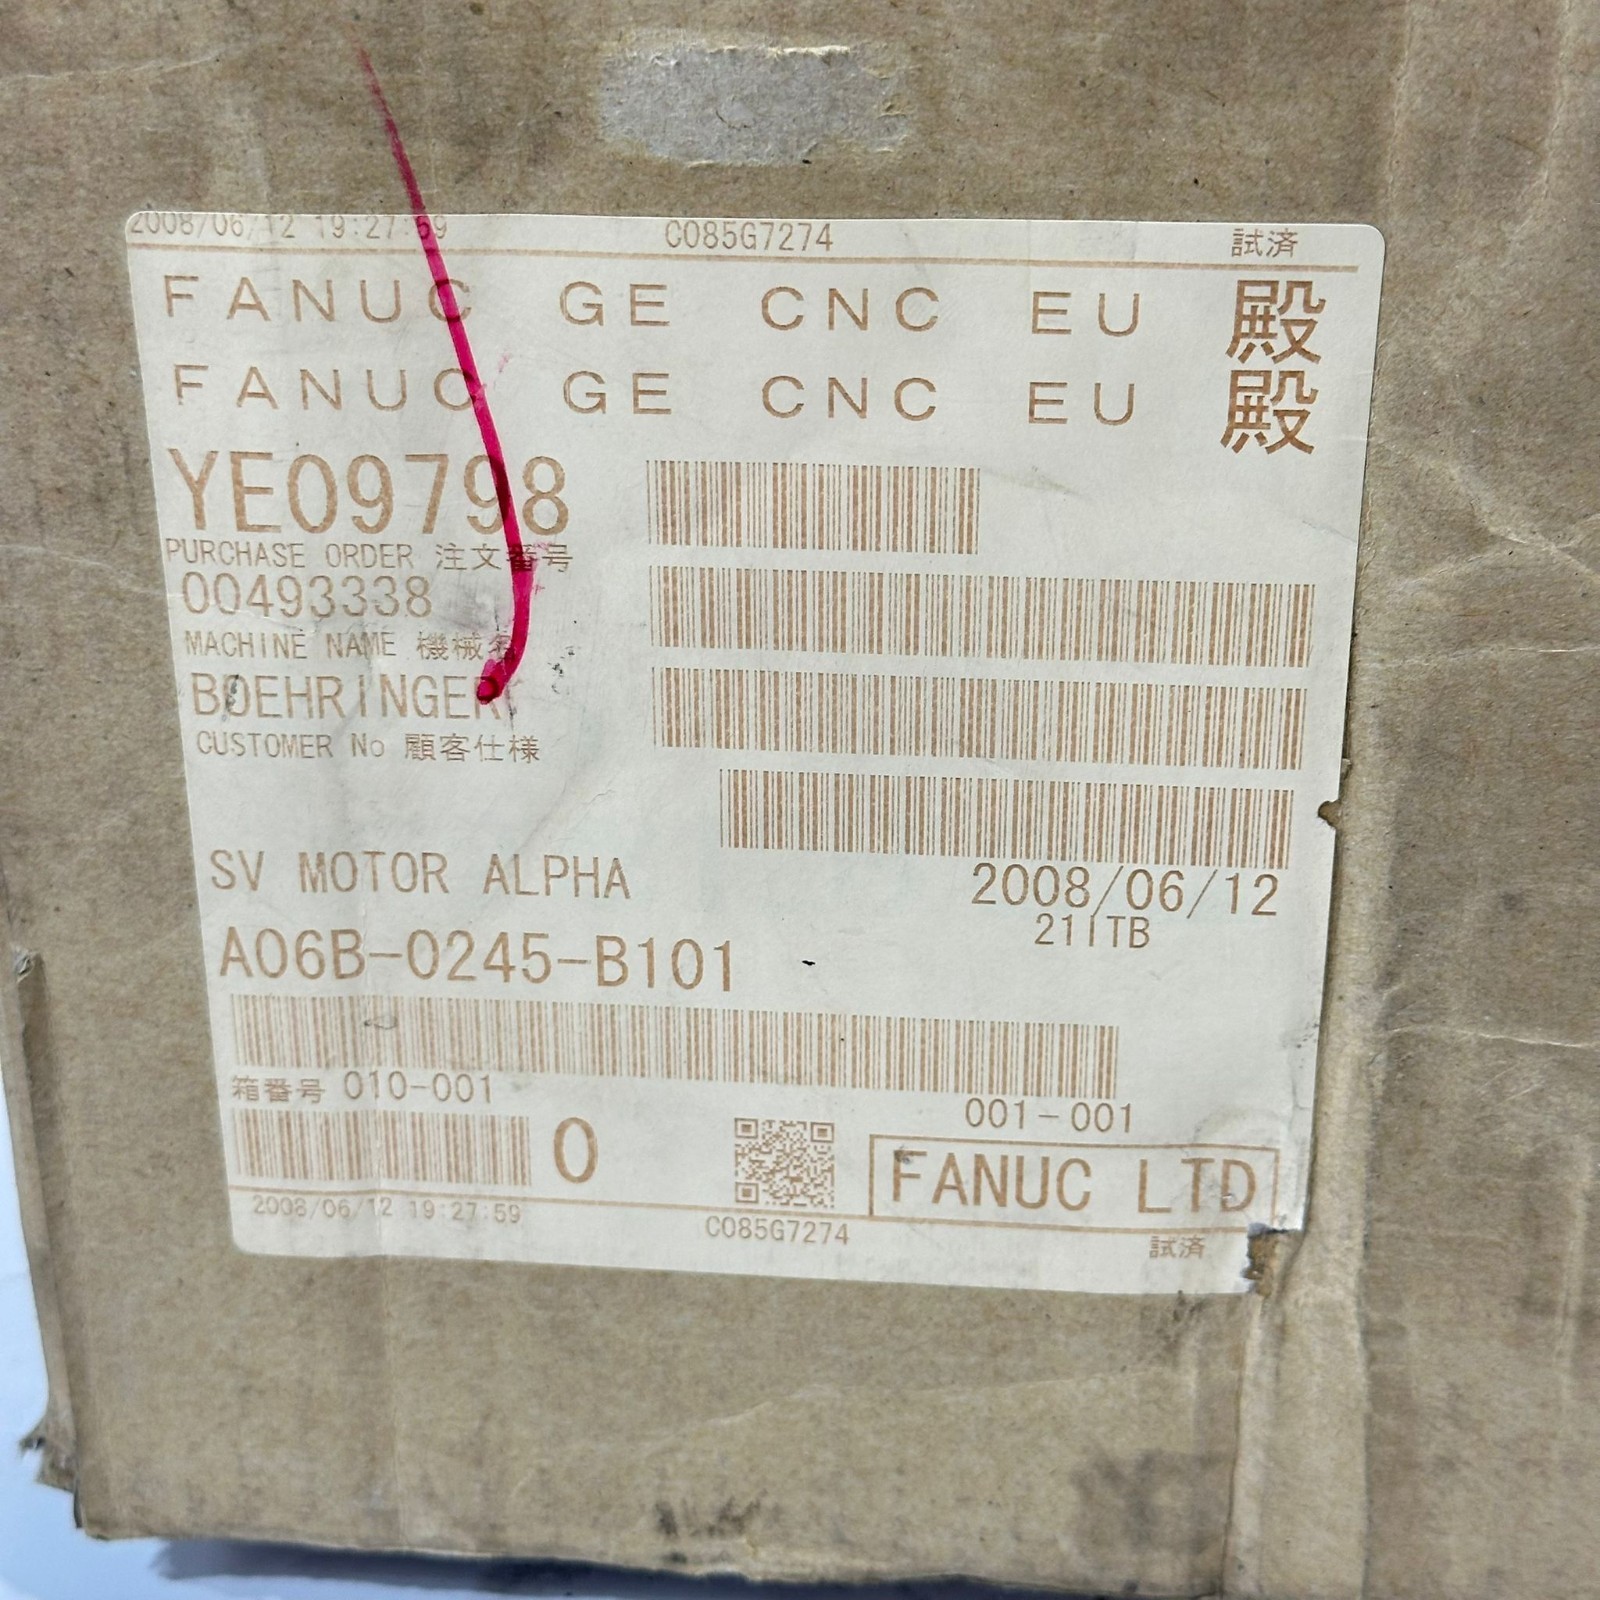 2008/06/12 19:27:59 C085G7274 試済
FANUC GE CNC EU 殿
FANUC GE CNC EU 殿
YE09798
PURCHASE ORDER 注文番号
00493338
MACHINE NAME 機械名
BOEHRINGER
CUSTOMER No 顧客仕様
SV MOTOR ALPHA 2008/06/12
21ITB
A06B-0245-B101
箱番号 010-001 001-001
0 FANUC LTD
2008/06/12 19:27:59 C085G7274 試済